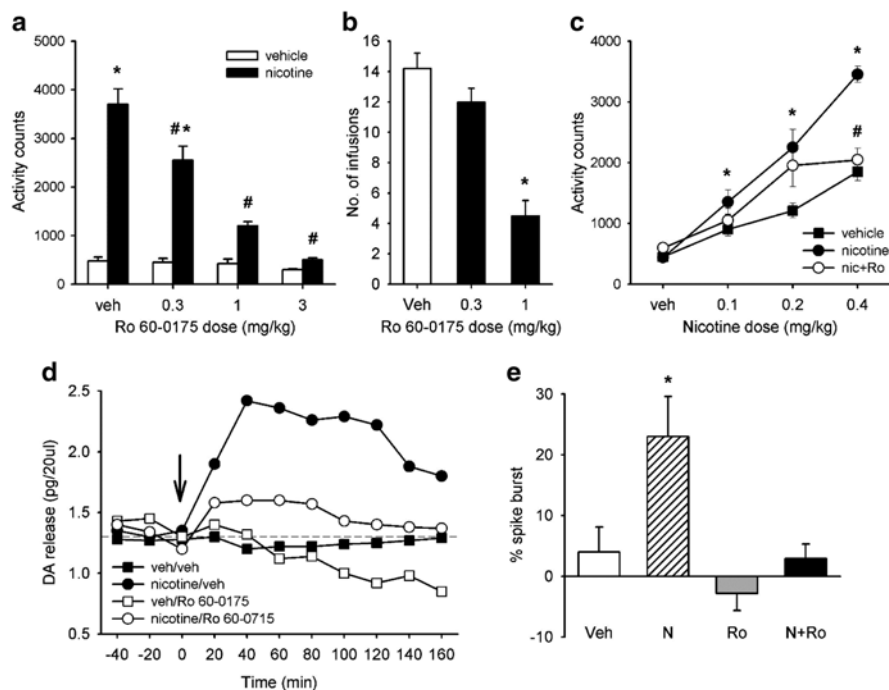 a
5000
4000
3000
2000
1000
0
Activity counts
vehicle
nicotine
*
#*
#
#
veh 0.3 1 3
Ro 60-0175 dose (mg/kg)
b
16
14
12
10
8
6
4
2
0
No. of infusions
*
Veh 0.3 1
Ro 60-0175 dose (mg/kg)
c
4000
3000
2000
1000
0
Activity counts
*
*
*
#
vehicle
nicotine
nic+Ro
veh 0.1 0.2 0.4
Nicotine dose (mg/kg)
d
2.5
2.0
1.5
1.0
0.5
DA release (pg/20ul)
veh/veh
nicotine/veh
veh/Ro 60-0175
nicotine/Ro 60-0715
-40 -20 0 20 40 60 80 100 120 140 160
Time (min)
e
30
20
10
0
-10
% spike burst
*
Veh N Ro N+Ro